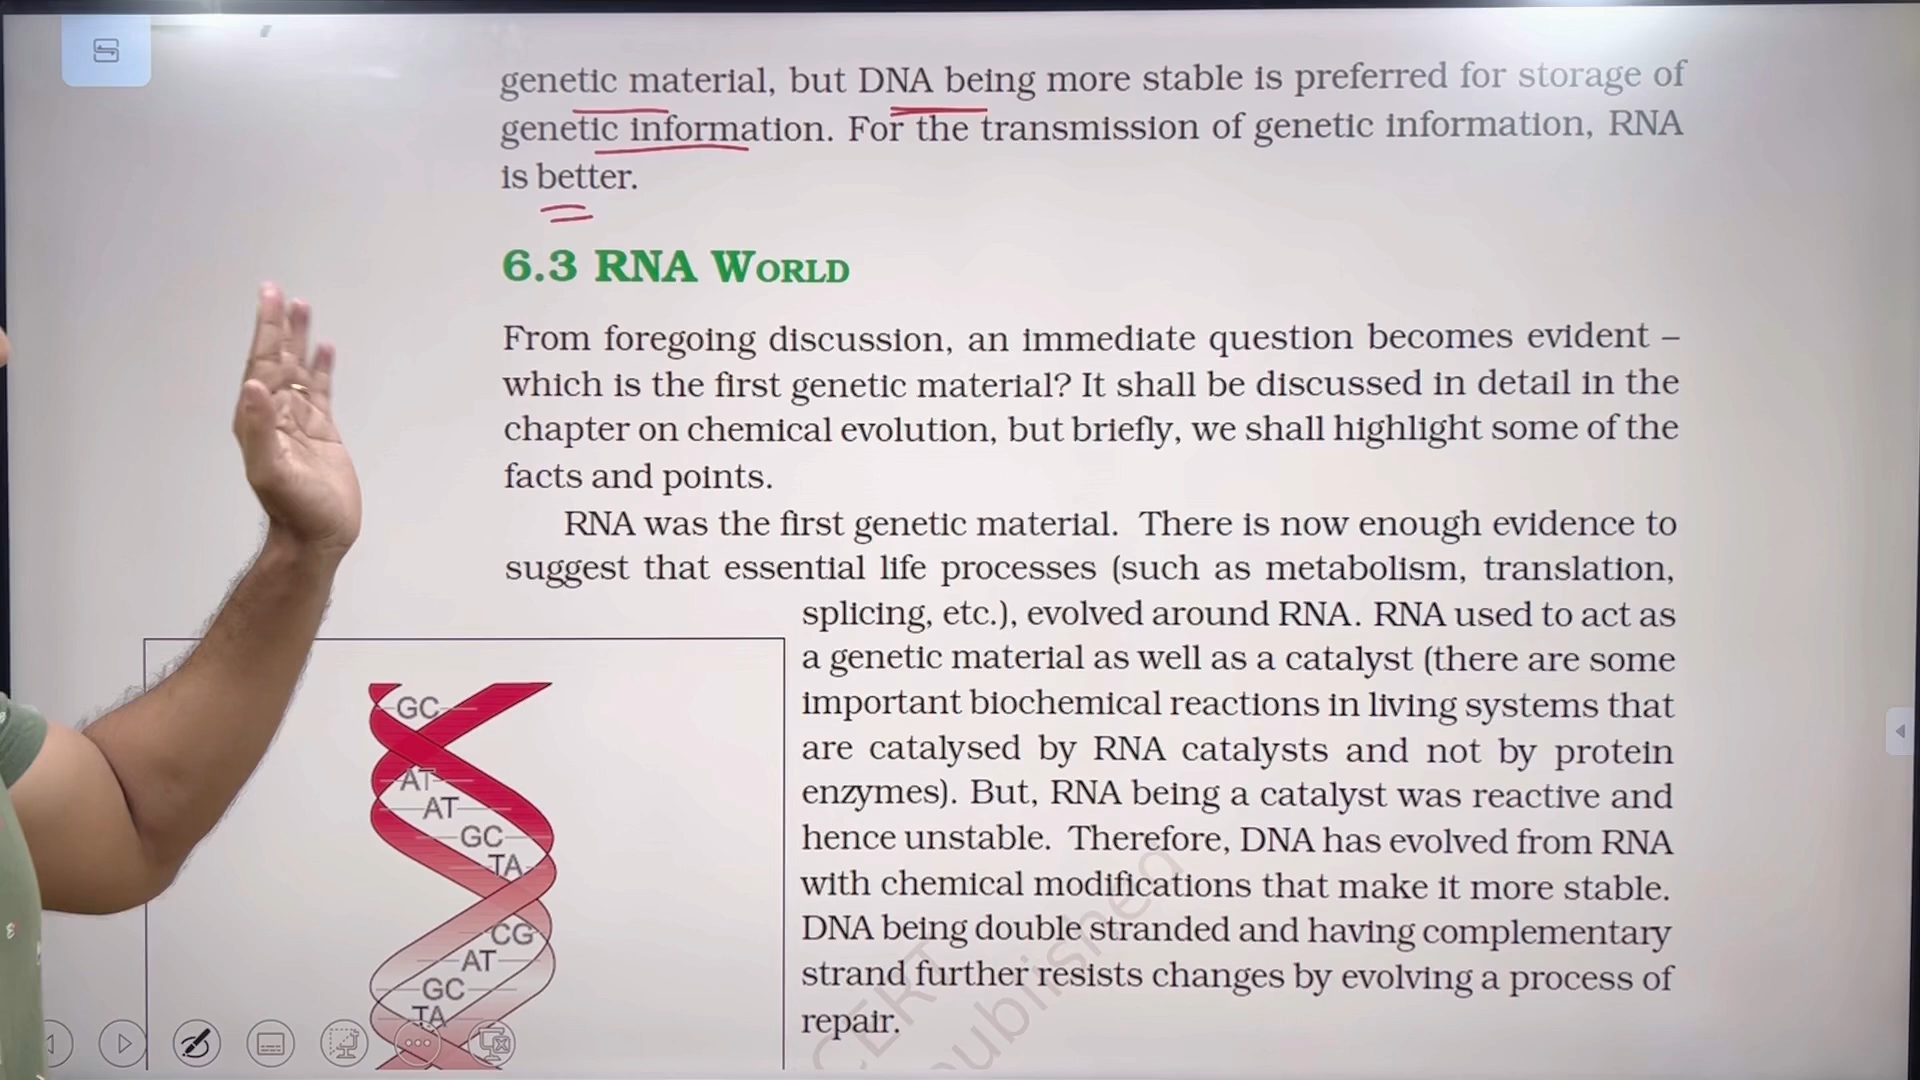 genetic material, but DNA being more stable is preferred for storage of
genetic information. For the transmission of genetic information, RNA
is better.
6.3 RNA WORLD
From foregoing discussion, an immediate question becomes evident –
which is the first genetic material? It shall be discussed in detail in the
chapter on chemical evolution, but briefly, we shall highlight some of the
facts and points.
RNA was the first genetic material. There is now enough evidence to
suggest that essential life processes (such as metabolism, translation,
splicing, etc.), evolved around RNA. RNA used to act as
a genetic material as well as a catalyst (there are some
important biochemical reactions in living systems that
are catalysed by RNA catalysts and not by protein
enzymes). But, RNA being a catalyst was reactive and
hence unstable. Therefore, DNA has evolved from RNA
with chemical modifications that make it more stable.
DNA being double stranded and having complementary
strand further resists changes by evolving a process of
repair.
GC
AT
AT
GC
TA
CG
AT
GC
TA